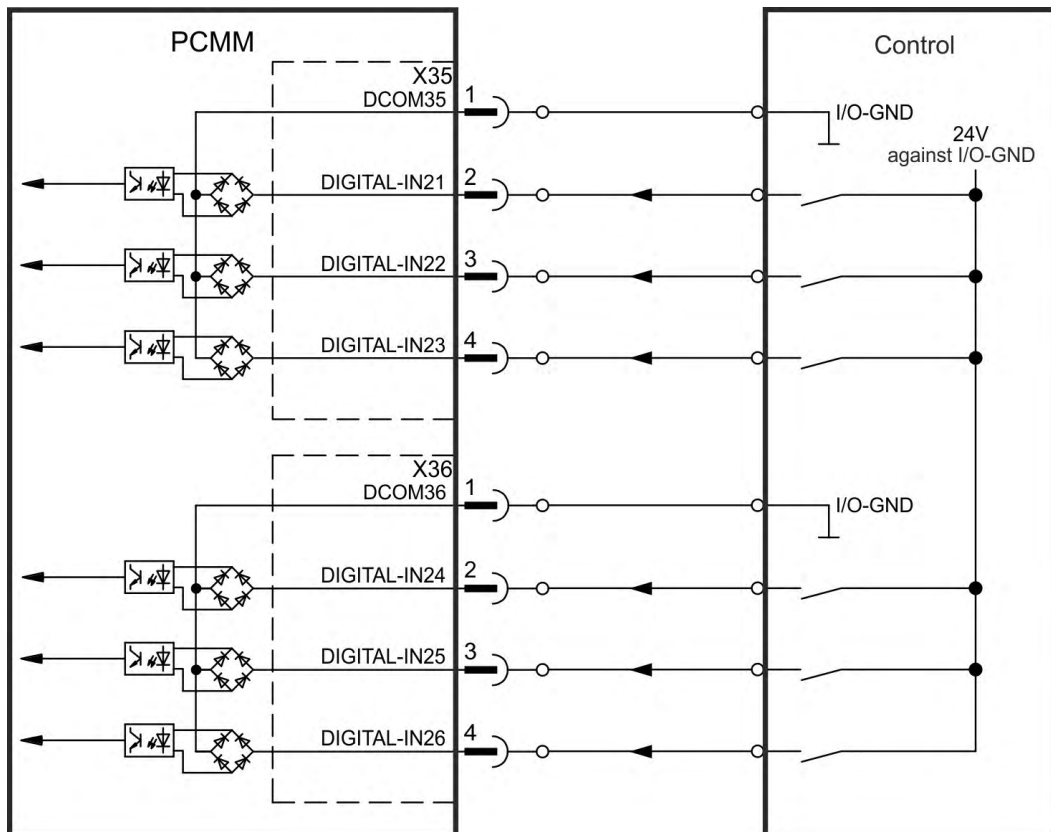 PCMM
Control
X35
DCOM35
1
I/O-GND
24V
against I/O-GND
DIGITAL-IN21
2
DIGITAL-IN22
3
DIGITAL-IN23
4
X36
DCOM36
1
I/O-GND
DIGITAL-IN24
2
DIGITAL-IN25
3
DIGITAL-IN26
4